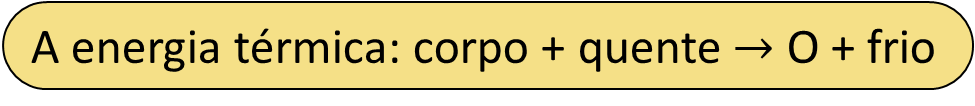 A energia térmica: corpo + quente → O + frio